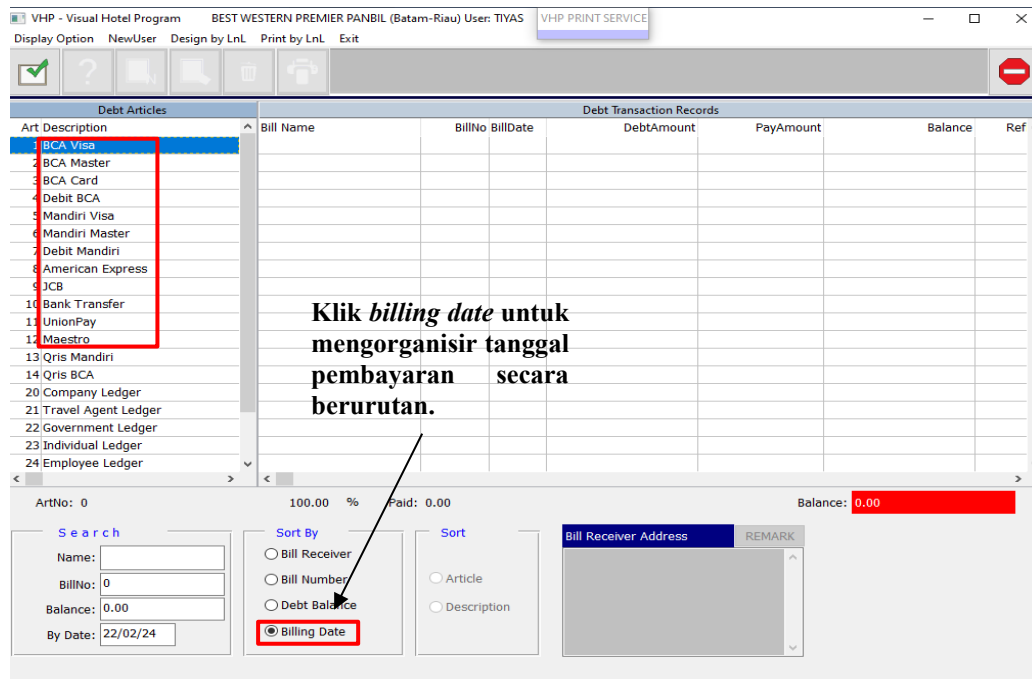 VHP - Visual Hotel Program BEST WESTERN PREMIER PANBIL (Batam-Riau) User: TIYAS VHP PRINT SERVICE
Display Option NewUser Design by LnL Print by LnL Exit
Debt Articles Debt Transaction Records
Art Description Bill Name BillNo BillDate DebtAmount PayAmount Balance Ref
1 BCA Visa
2 BCA Master
3 BCA Card
4 Debit BCA
5 Mandiri Visa
6 Mandiri Master
7 Debit Mandiri
8 American Express
9 JCB
10 Bank Transfer
11 UnionPay
12 Maestro
13 Qris Mandiri
14 Qris BCA
20 Company Ledger
21 Travel Agent Ledger
22 Government Ledger
23 Individual Ledger
24 Employee Ledger
Klik billing date untuk
mengorganisir tanggal
pembayaran secara
berurutan.
ArtNo: 0 100.00 % Paid: 0.00 Balance: 0.00
Search
Name:
BillNo: 0
Balance: 0.00
By Date: 22/02/24
Sort By
Bill Receiver
Bill Number
Debt Balance
Billing Date
Sort
Article
Description
Bill Receiver Address REMARK